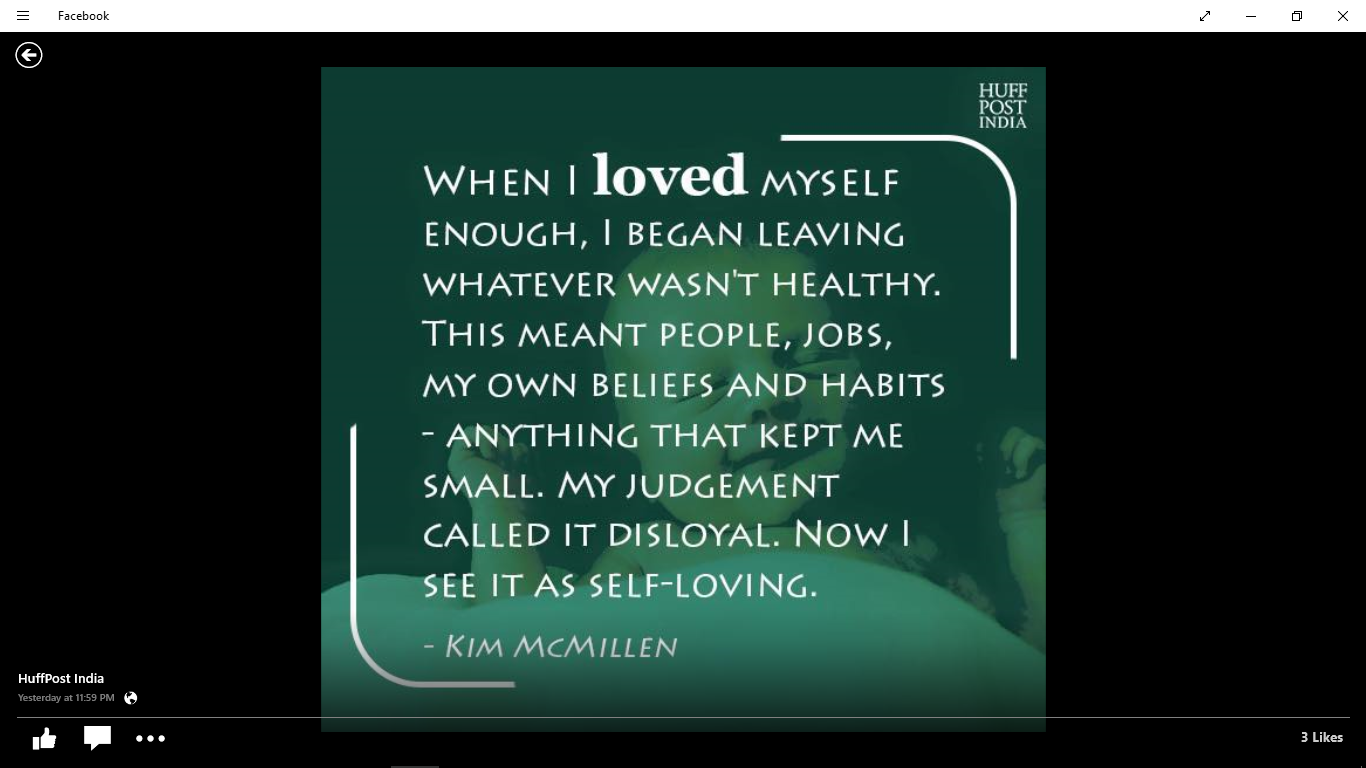 Facebook
HUFF
POST
INDIA
WHEN I loved MYSELF
ENOUGH, I BEGAN LEAVING
WHATEVER WASN'T HEALTHY.
THIS MEANT PEOPLE, JOBS,
MY OWN BELIEFS AND HABITS
- ANYTHING THAT KEPT ME
SMALL. MY JUDGEMENT
CALLED IT DISLOYAL. NOW I
SEE IT AS SELF-LOVING.
- KIM MCMILLEN
HuffPost India
Yesterday at 11:59 PM
3 Likes